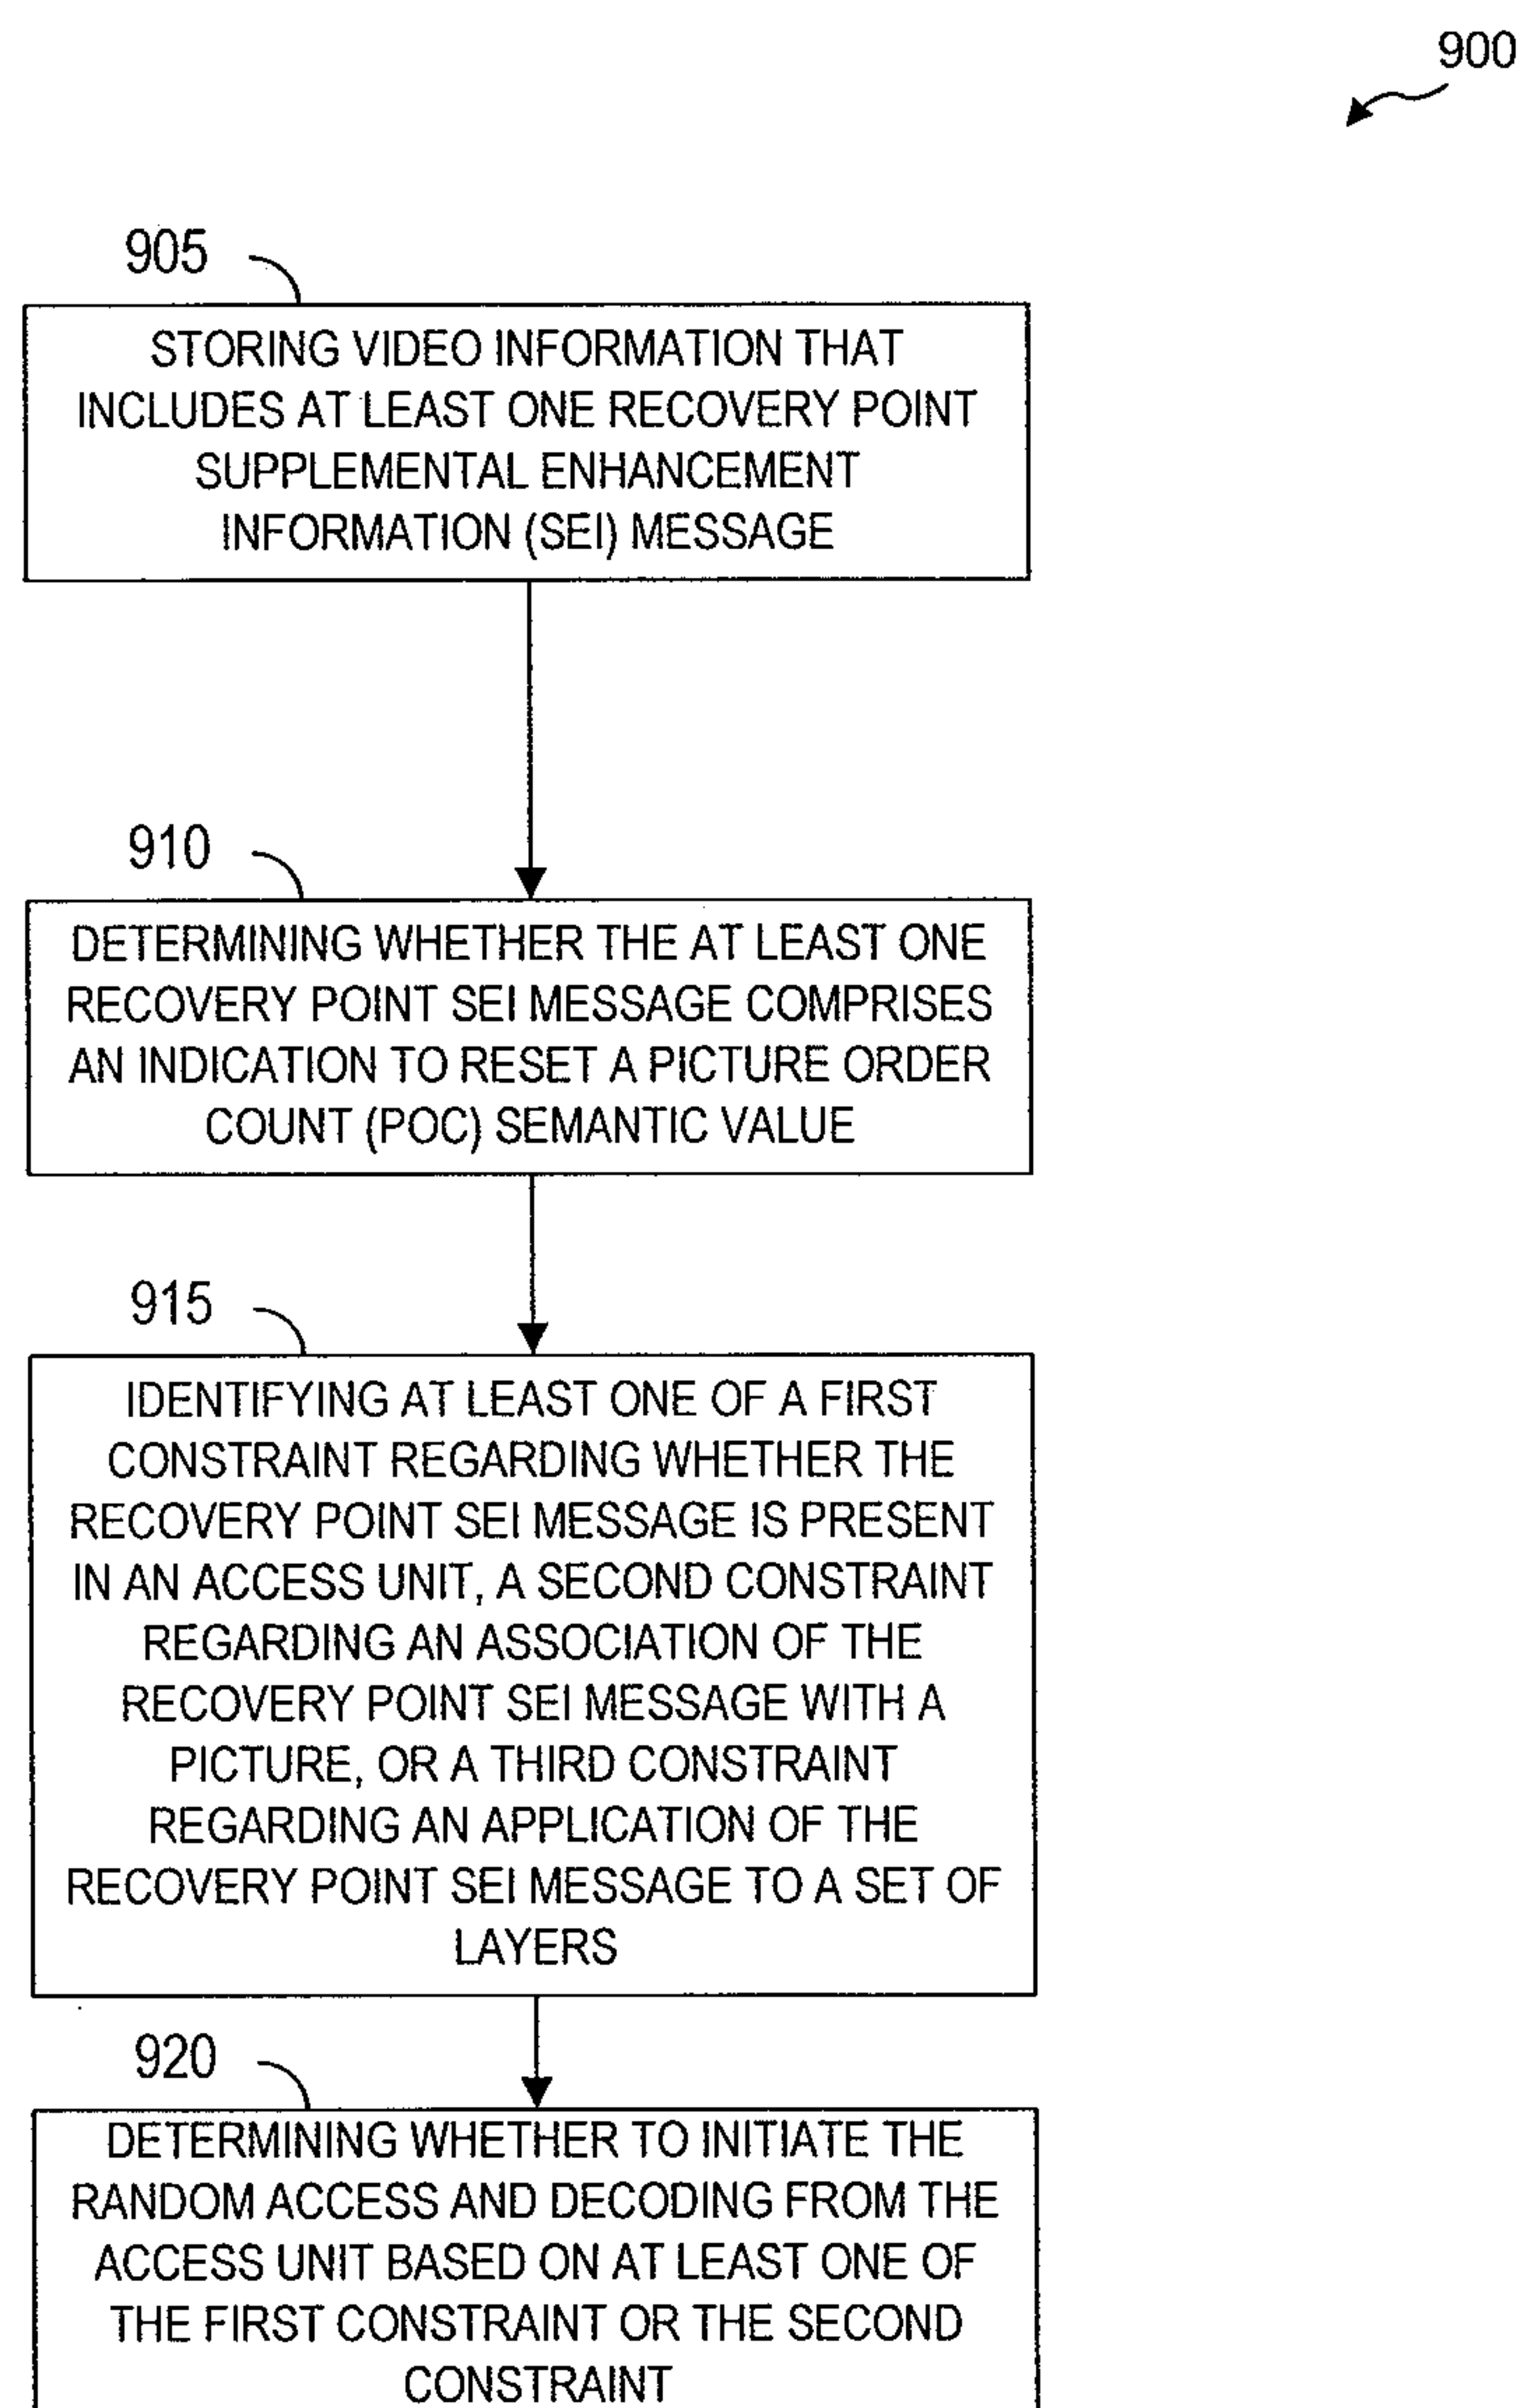 900
905
STORING VIDEO INFORMATION THAT
INCLUDES AT LEAST ONE RECOVERY POINT
SUPPLEMENTAL ENHANCEMENT
INFORMATION (SEI) MESSAGE
910
DETERMINING WHETHER THE AT LEAST ONE
RECOVERY POINT SEI MESSAGE COMPRISES
AN INDICATION TO RESET A PICTURE ORDER
COUNT (POC) SEMANTIC VALUE
915
IDENTIFYING AT LEAST ONE OF A FIRST
CONSTRAINT REGARDING WHETHER THE
RECOVERY POINT SEI MESSAGE IS PRESENT
IN AN ACCESS UNIT, A SECOND CONSTRAINT
REGARDING AN ASSOCIATION OF THE
RECOVERY POINT SEI MESSAGE WITH A
PICTURE, OR A THIRD CONSTRAINT
REGARDING AN APPLICATION OF THE
RECOVERY POINT SEI MESSAGE TO A SET OF
LAYERS
920
DETERMINING WHETHER TO INITIATE THE
RANDOM ACCESS AND DECODING FROM THE
ACCESS UNIT BASED ON AT LEAST ONE OF
THE FIRST CONSTRAINT OR THE SECOND
CONSTRAINT